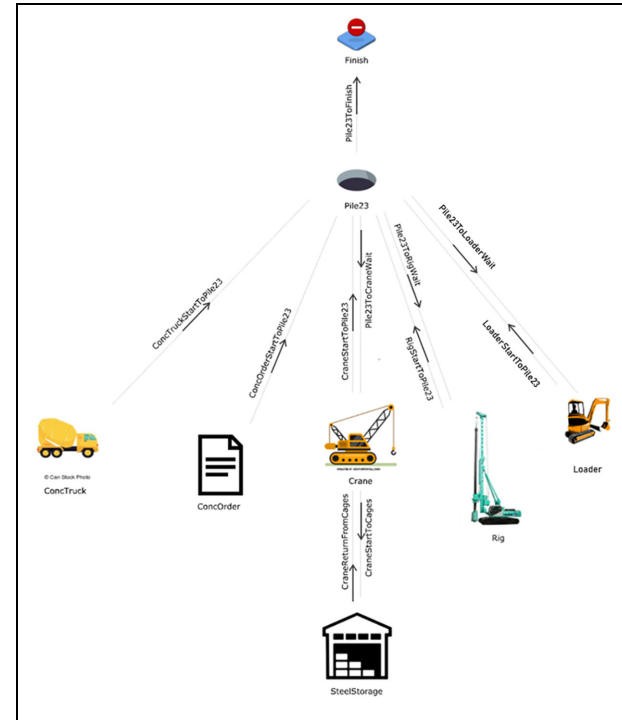 Finish
Pile23ToFinish
Pile23
Pile23ToLoaderWait
Pile23ToRigWait
Pile23ToCraneWait
ConcTruckStartToPile23
ConcOrderStartToPile23
CraneStartToPile23
RigStartToPile23
LoaderStartToPile23
© Can Stock Photo
ConcTruck
ConcOrder
Crane
Rig
Loader
CraneReturnFromCages
CraneStartToCages
SteelStorage